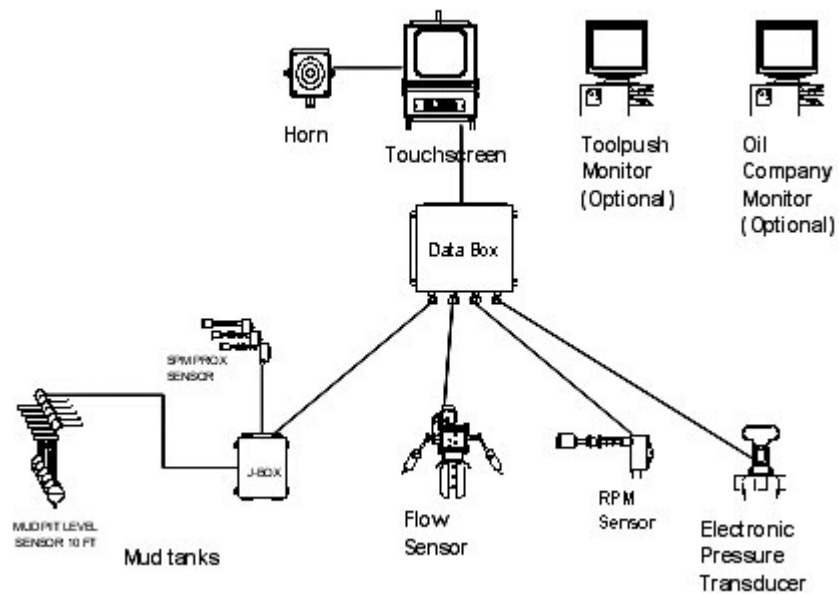 Horn
Touchscreen
Toolpush
Monitor
(Optional)
Oil
Company
Monitor
(Optional)
Data Box
SPM PROX
SENSOR
J-BOX
MUD PIT LEVEL
SENSOR 10 FT
Mud tanks
Flow
Sensor
RPM
Sensor
Electronic
Pressure
Transducer